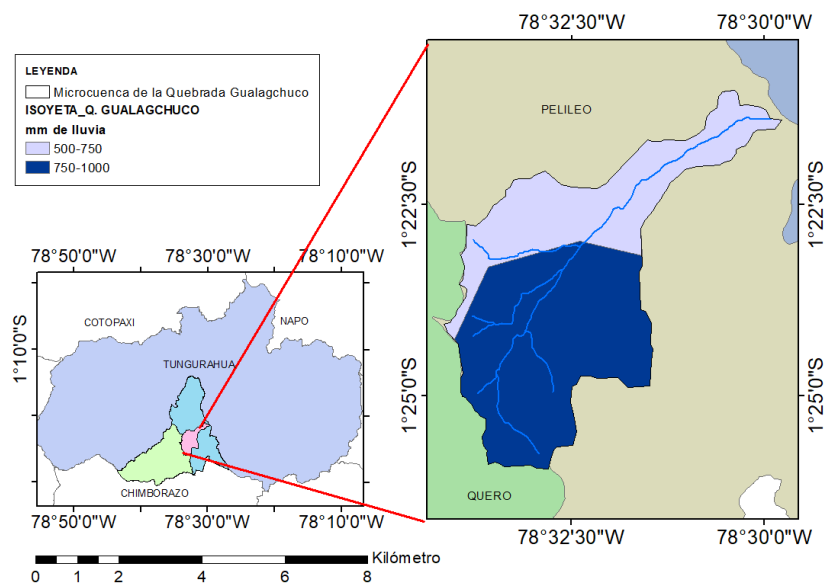 78°32'30"W 78°30'0"W
LEYENDA
Microcuenca de la Quebrada Gualagchuco
ISOYETA_Q. GUALAGCHUCO
mm de lluvia
500-750
750-1000
PELILEO
1°22'30"S
1°22'30"S
78°50'0"W 78°30'0"W 78°10'0"W
COTOPAXI
NAPO
1°10'0"S
1°10'0"S
TUNGURAHUA
1°25'0"S
1°25'0"S
CHIMBORAZO
QUERO
78°50'0"W 78°30'0"W 78°10'0"W
78°32'30"W 78°30'0"W
Kilómetro
0 1 2 4 6 8